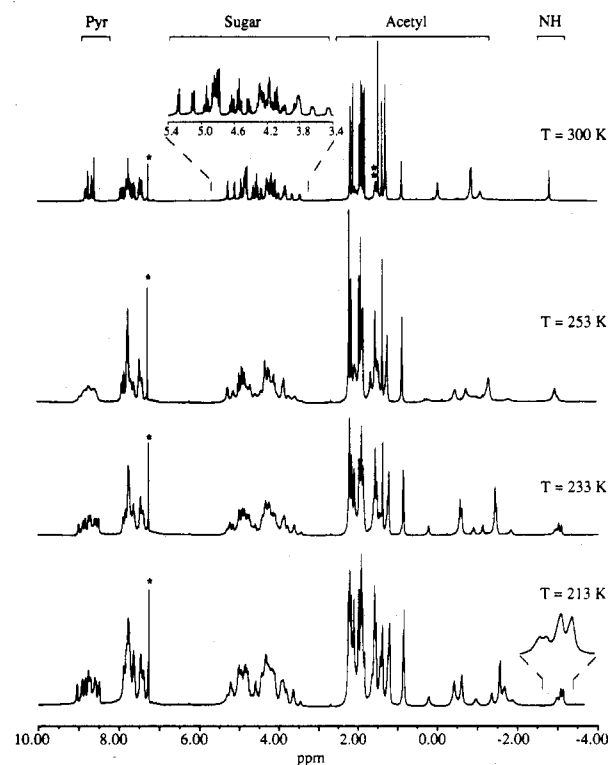 Pyr Sugar Acetyl NH
5.4 5.0 4.6 4.2 3.8 3.4
T = 300 K
*
**
T = 253 K
*
T = 233 K
*
T = 213 K
*
10.00 8.00 6.00 4.00 2.00 0.00 -2.00 -4.00
ppm